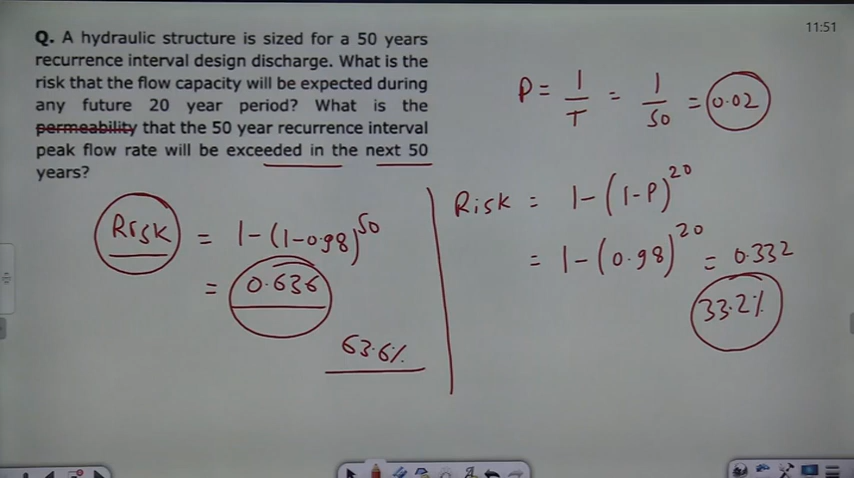 11:51
Q. A hydraulic structure is sized for a 50 years
recurrence interval design discharge. What is the
risk that the flow capacity will be expected during
any future 20 year period? What is the
permeability that the 50 year recurrence interval
peak flow rate will be exceeded in the next 50
years?
P = 1/T = 1/50 = 0.02
Risk = 1-(1-P)^20
= 1-(0.98)^20 = 0.332
33.2%
Risk = 1-(1-0.98)^50
= 0.636
63.6%